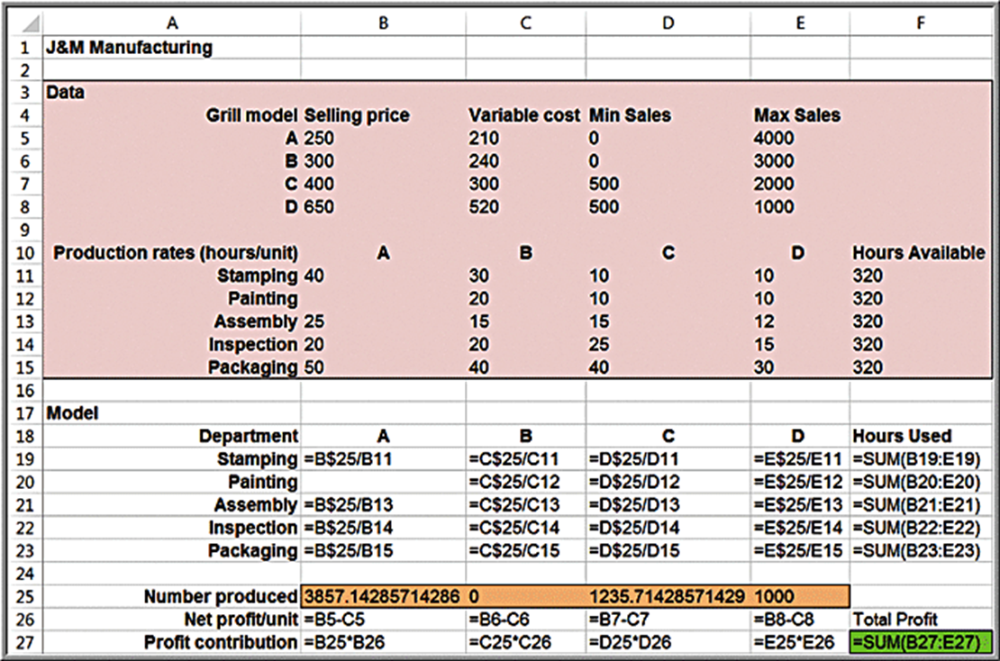 A B C D E F
1 J&M Manufacturing
2
3 Data
4 Grill model Selling price Variable cost Min Sales Max Sales
5 A 250 210 0 4000
6 B 300 240 0 3000
7 C 400 300 500 2000
8 D 650 520 500 1000
9
10 Production rates (hours/unit) A B C D Hours Available
11 Stamping 40 30 10 10 320
12 Painting 20 10 10 320
13 Assembly 25 15 15 12 320
14 Inspection 20 20 25 15 320
15 Packaging 50 40 40 30 320
16
17 Model
18 Department A B C D Hours Used
19 Stamping =B$25/B11 =C$25/C11 =D$25/D11 =E$25/E11 =SUM(B19:E19)
20 Painting =C$25/C12 =D$25/D12 =E$25/E12 =SUM(B20:E20)
21 Assembly =B$25/B13 =C$25/C13 =D$25/D13 =E$25/E13 =SUM(B21:E21)
22 Inspection =B$25/B14 =C$25/C14 =D$25/D14 =E$25/E14 =SUM(B22:E22)
23 Packaging =B$25/B15 =C$25/C15 =D$25/D15 =E$25/E15 =SUM(B23:E23)
24
25 Number produced 3857.14285714286 0 1235.71428571429 1000
26 Net profit/unit =B5-C5 =B6-C6 =B7-C7 =B8-C8 Total Profit
27 Profit contribution =B25*B26 =C25*C26 =D25*D26 =E25*E26 =SUM(B27:E27)